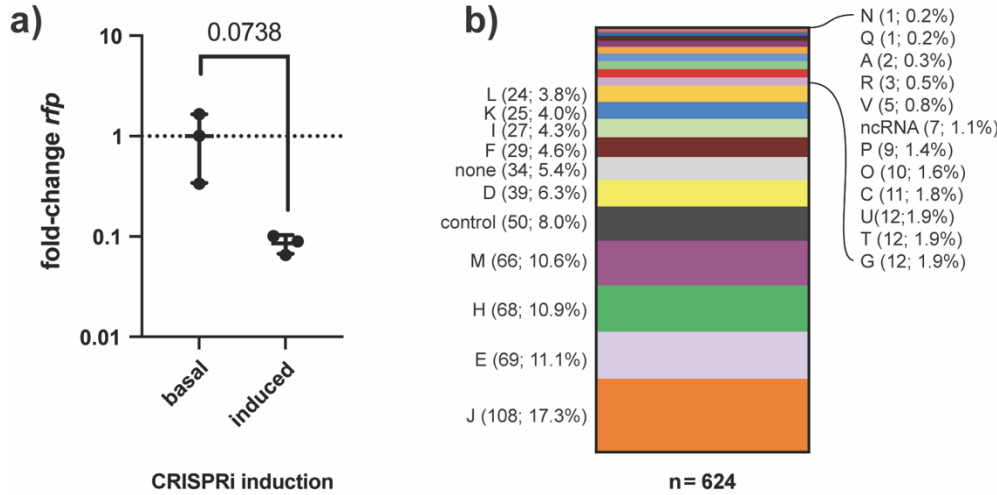 a)
0.0738
10
1
0.1
0.01
fold-change rfp
basal
induced
CRISPRi induction
b)
L (24; 3.8%)
K (25; 4.0%)
I (27; 4.3%)
F (29; 4.6%)
none (34; 5.4%)
D (39; 6.3%)
control (50; 8.0%)
M (66; 10.6%)
H (68; 10.9%)
E (69; 11.1%)
J (108; 17.3%)
N (1; 0.2%)
Q (1; 0.2%)
A (2; 0.3%)
R (3; 0.5%)
V (5; 0.8%)
ncRNA (7; 1.1%)
P (9; 1.4%)
O (10; 1.6%)
C (11; 1.8%)
U(12;1.9%)
T (12; 1.9%)
G (12; 1.9%)
n= 624